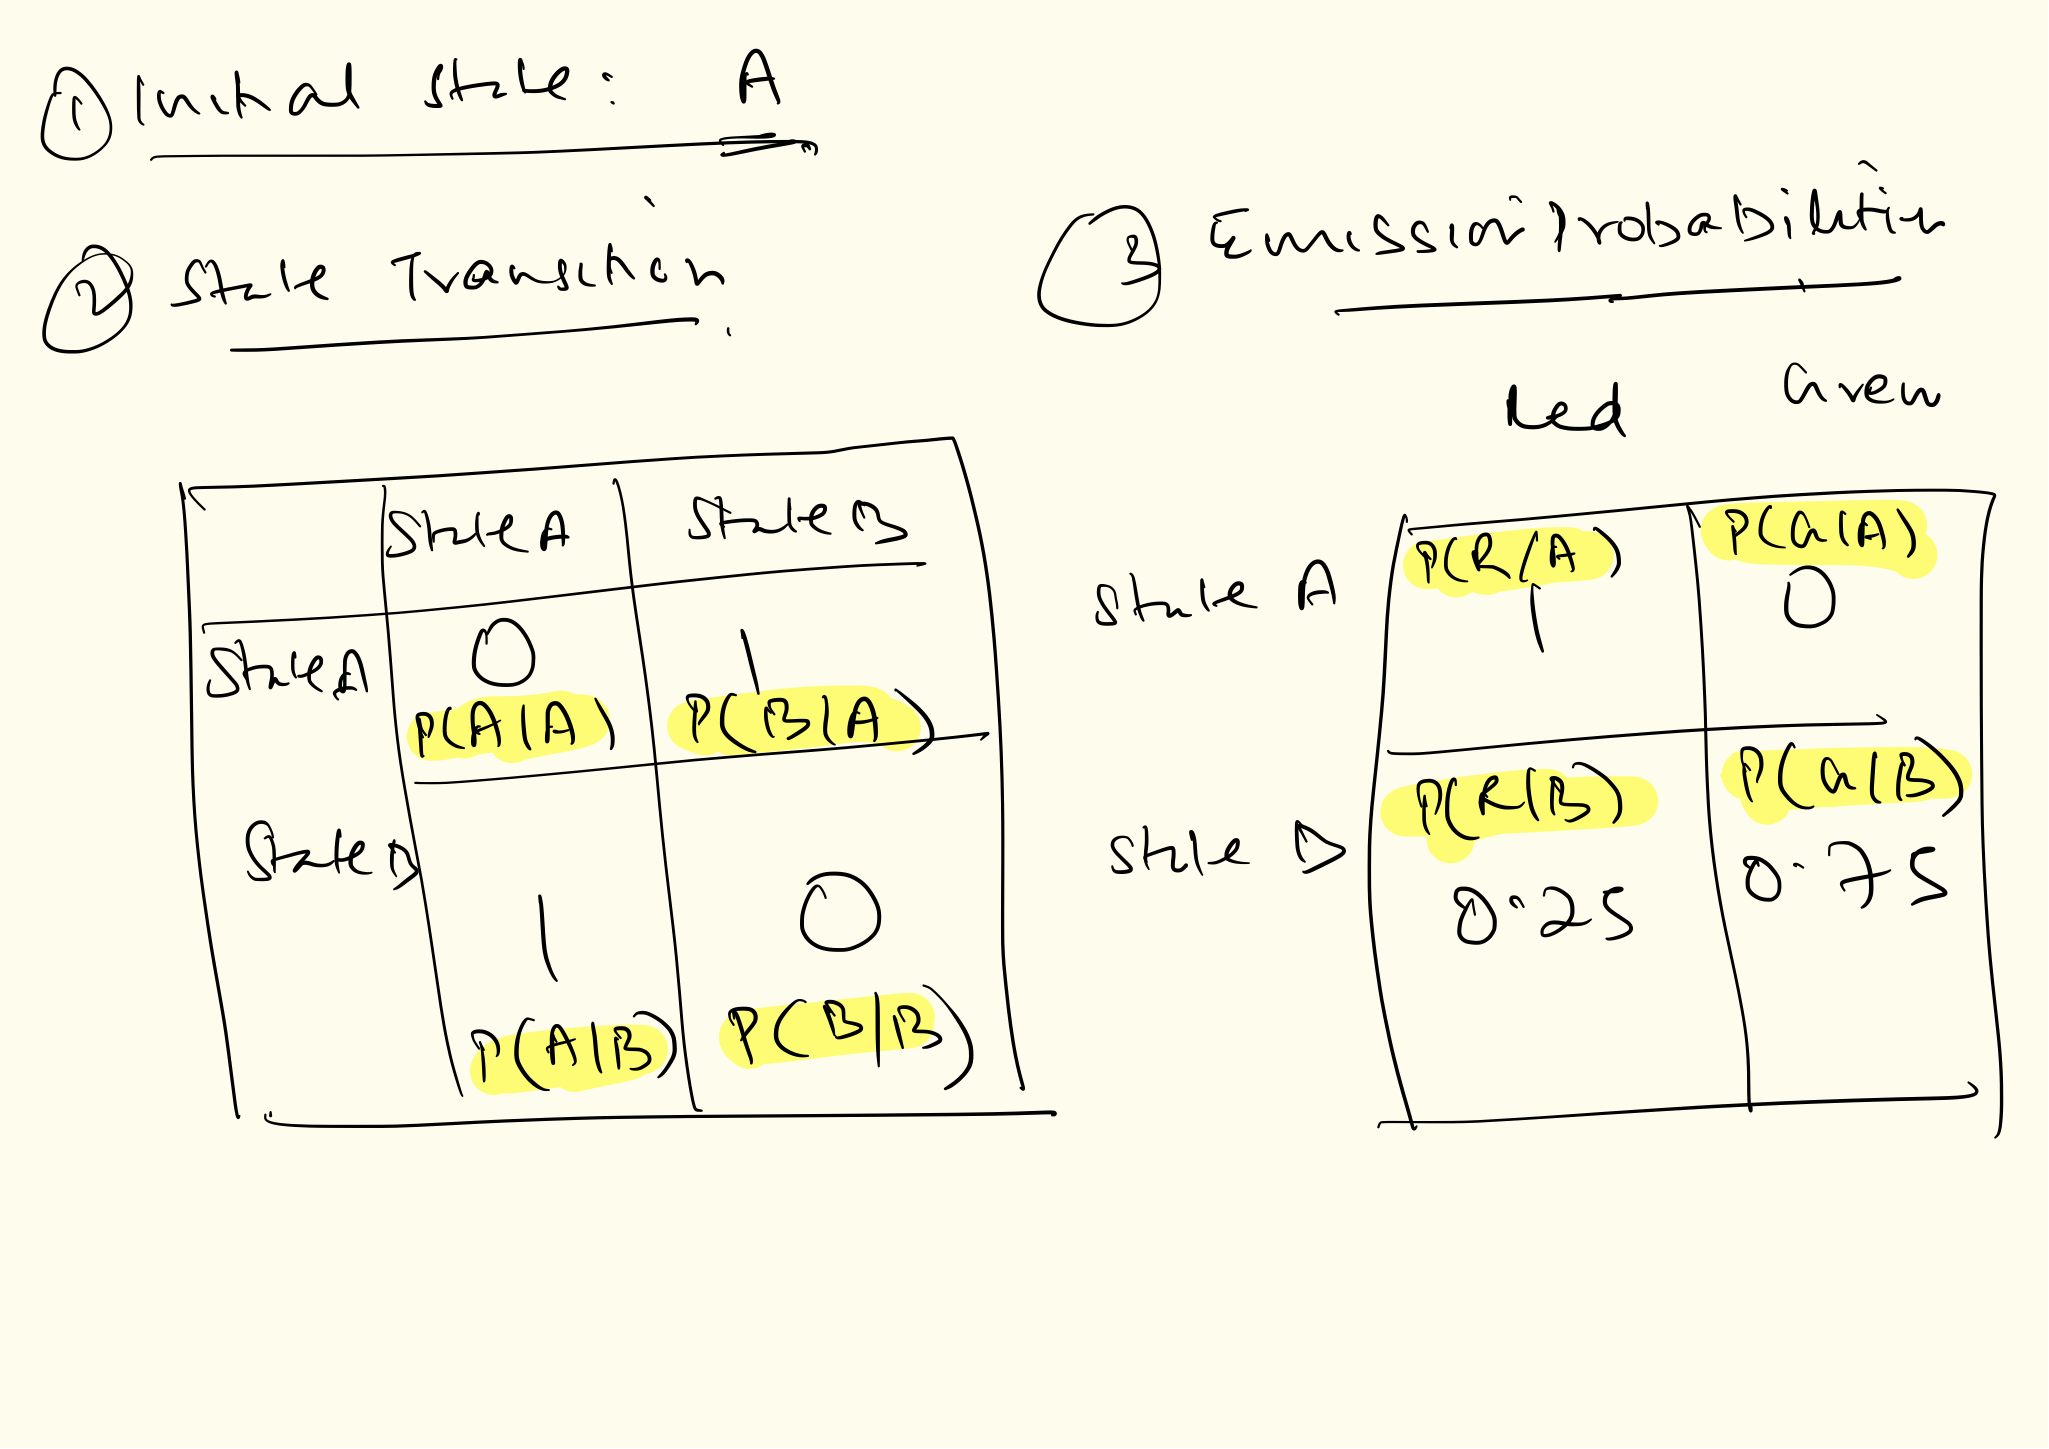 ① Initial State: A
② State Transition
③ Emission Probabilities
Red Green
State A State B
State A 0 1
P(A|A) P(B|A)
State B 1 0
P(A|B) P(B|B)
State A P(R/A) P(G|A)
1 0
State B P(R|B) P(G|B)
0.25 0.75